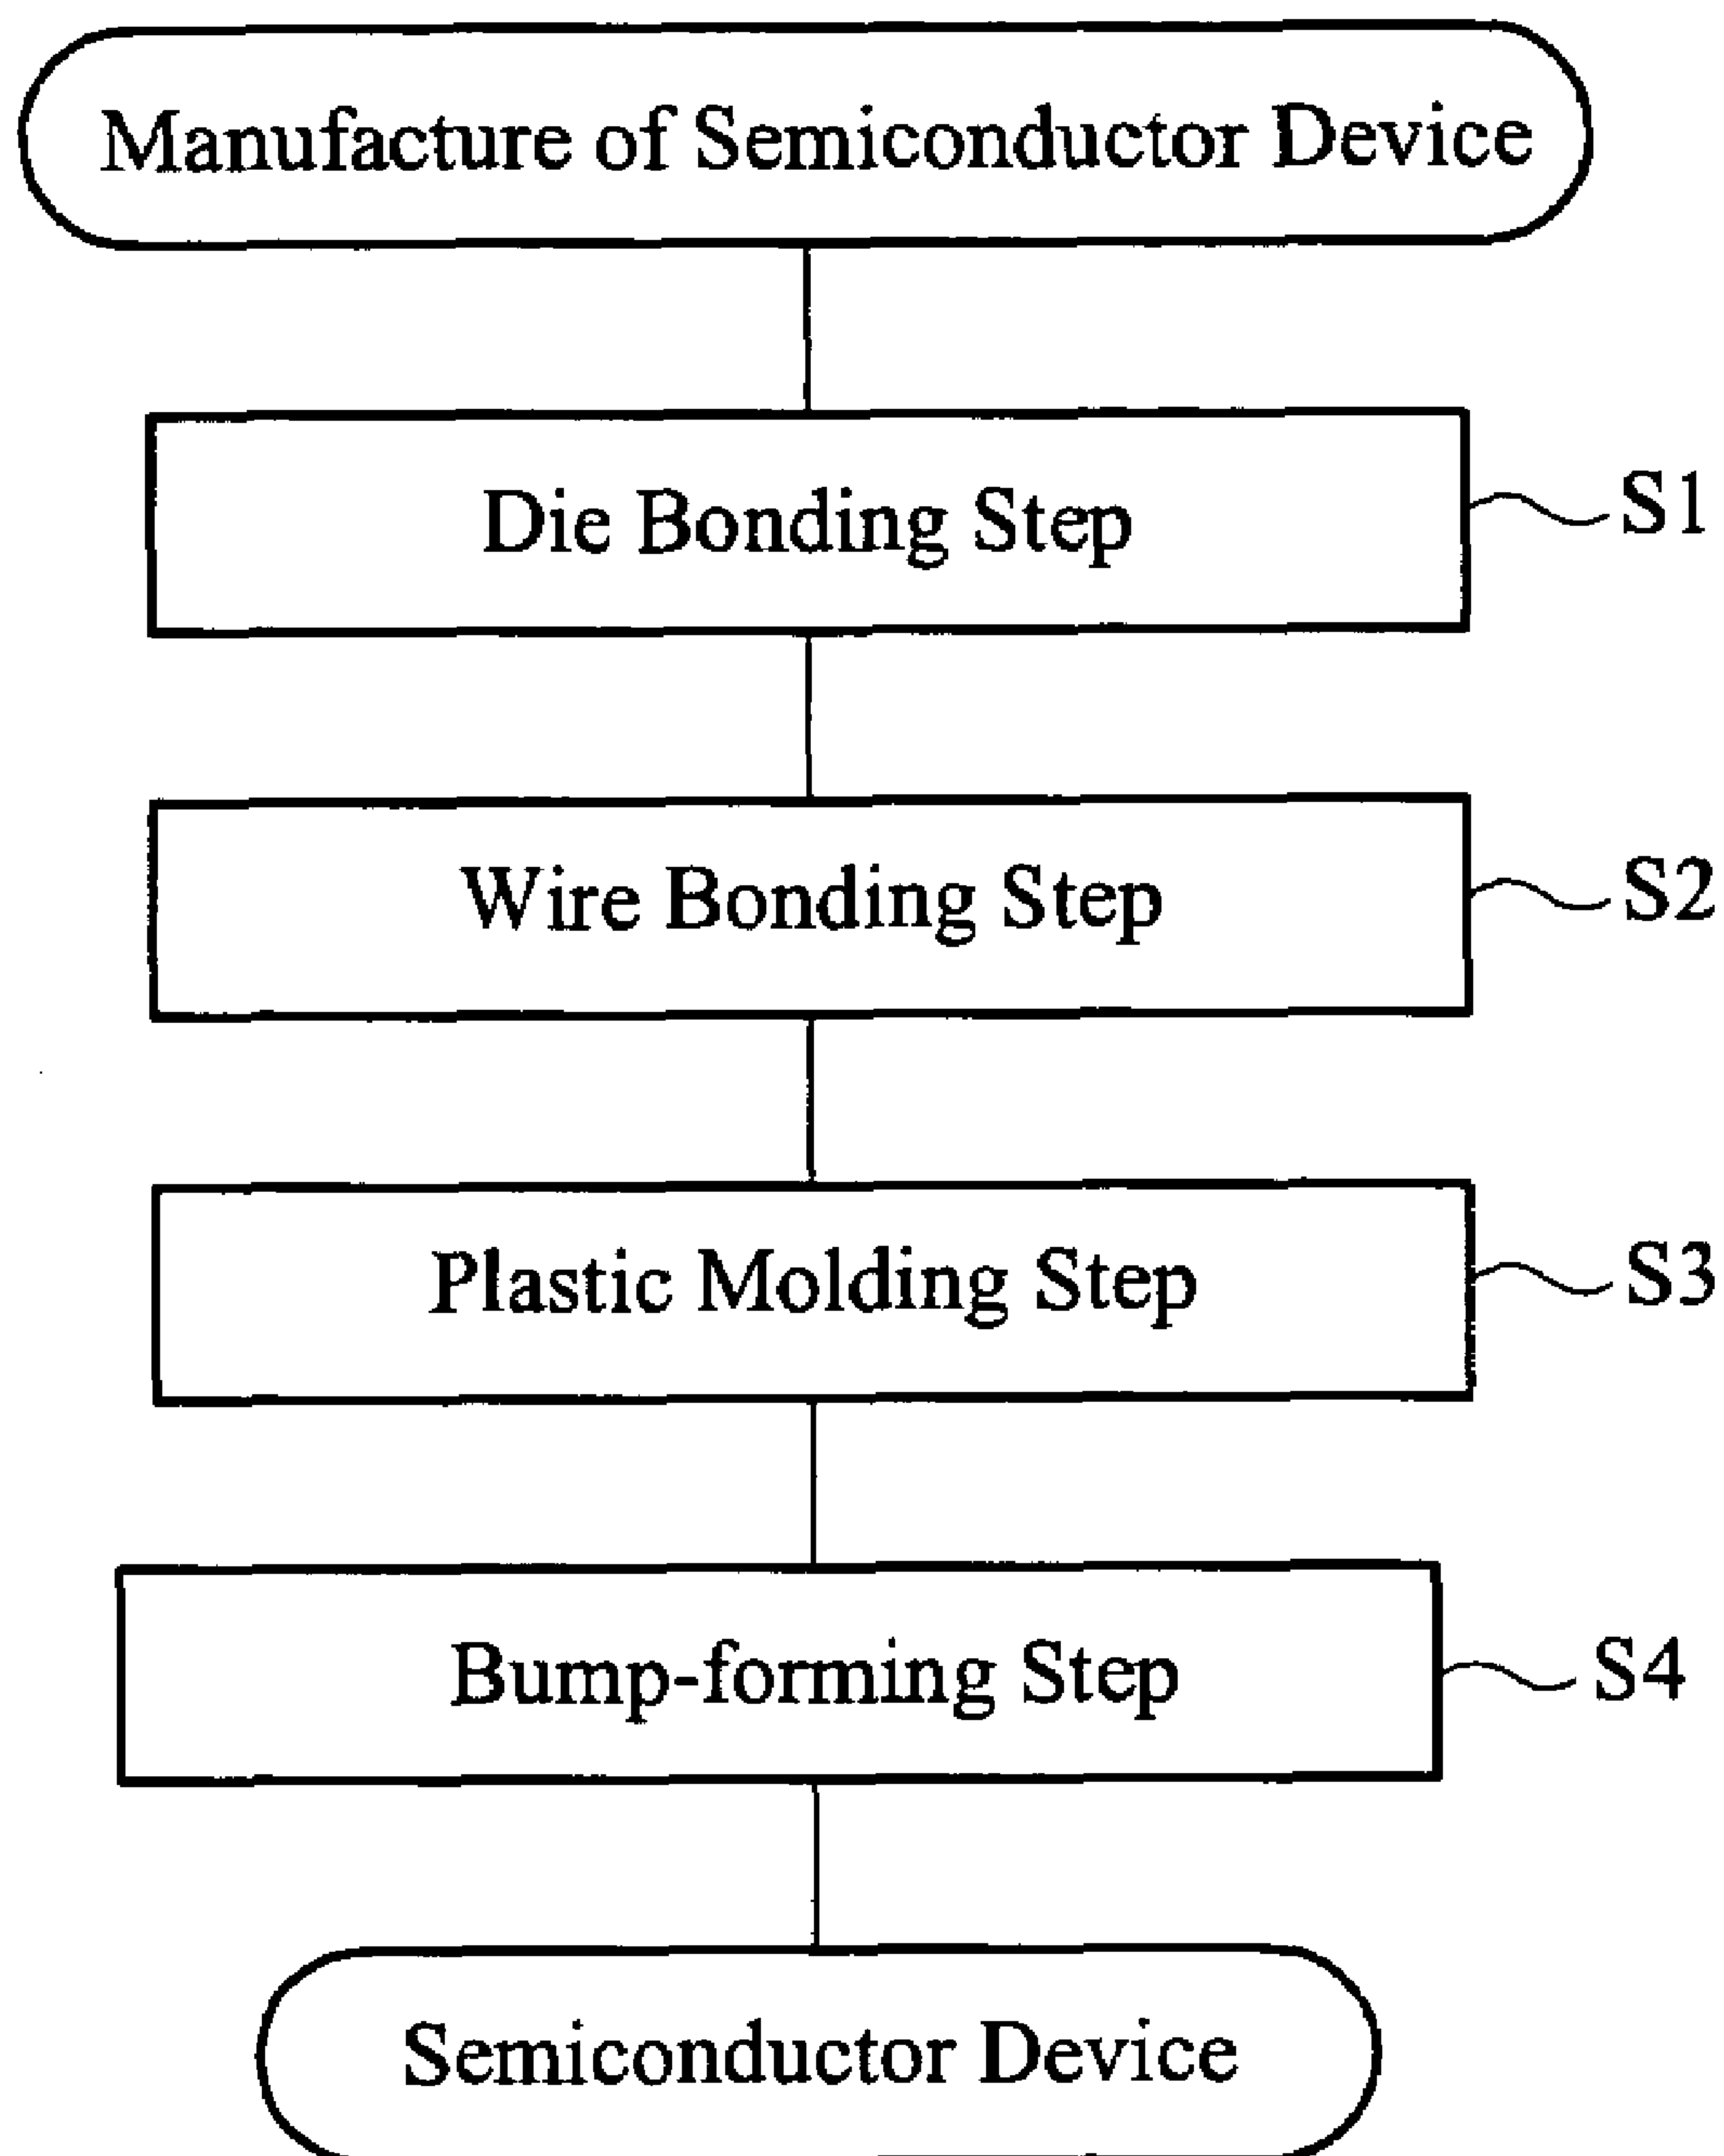 Manufacture of Semiconductor Device
Die Bonding Step
S1
Wire Bonding Step
S2
Plastic Molding Step
S3
Bump-forming Step
S4
Semiconductor Device